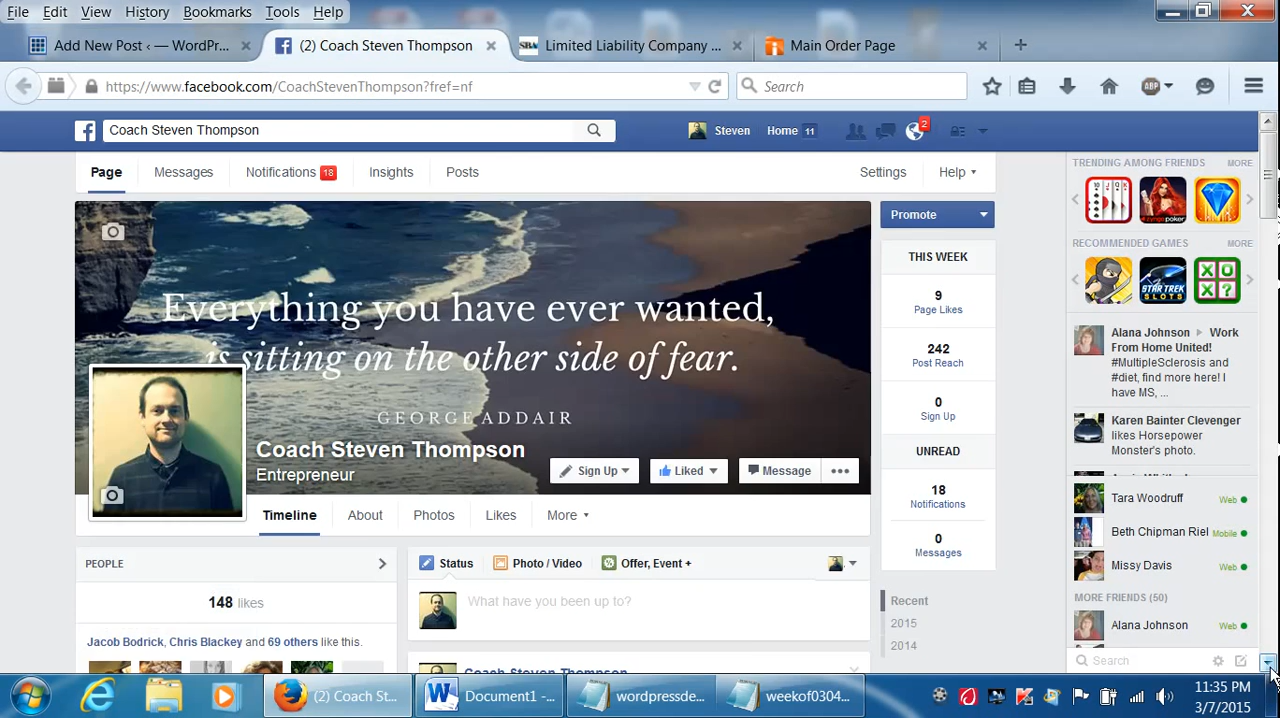 File Edit View History Bookmarks Tools Help
Add New Post ‹ — WordPr...
(2) Coach Steven Thompson
SBA Limited Liability Company ...
Main Order Page
https://www.facebook.com/CoachStevenThompson?fref=nf
Search
ABP
Coach Steven Thompson
Steven Home 11
2
Page Messages Notifications 18 Insights Posts Settings Help
Everything you have ever wanted,
is sitting on the other side of fear.
GEORGE ADDAIR
Coach Steven Thompson
Entrepreneur
Sign Up Liked Message
Timeline About Photos Likes More
PEOPLE
148 likes
Jacob Bodrick, Chris Blackey and 69 others like this.
Status Photo / Video Offer, Event +
What have you been up to?
Coach Steven Thompson
Promote
THIS WEEK
9
Page Likes
242
Post Reach
0
Sign Up
UNREAD
18
Notifications
0
Messages
Recent
2015
2014
TRENDING AMONG FRIENDS MORE
RECOMMENDED GAMES MORE
STAR TREK
SLOTS
X O
X ?
Alana Johnson ▸ Work
From Home United!
#MultipleSclerosis and
#diet, find more here! I
have MS, ...
Karen Bainter Clevenger
likes Horsepower
Monster's photo.
Tara Woodruff Web
Beth Chipman Riel Mobile
Missy Davis Web
MORE FRIENDS (50)
Alana Johnson Web
Search
(2) Coach St...
Document1 -...
wordpressde...
weekof0304...
11:35 PM
3/7/2015